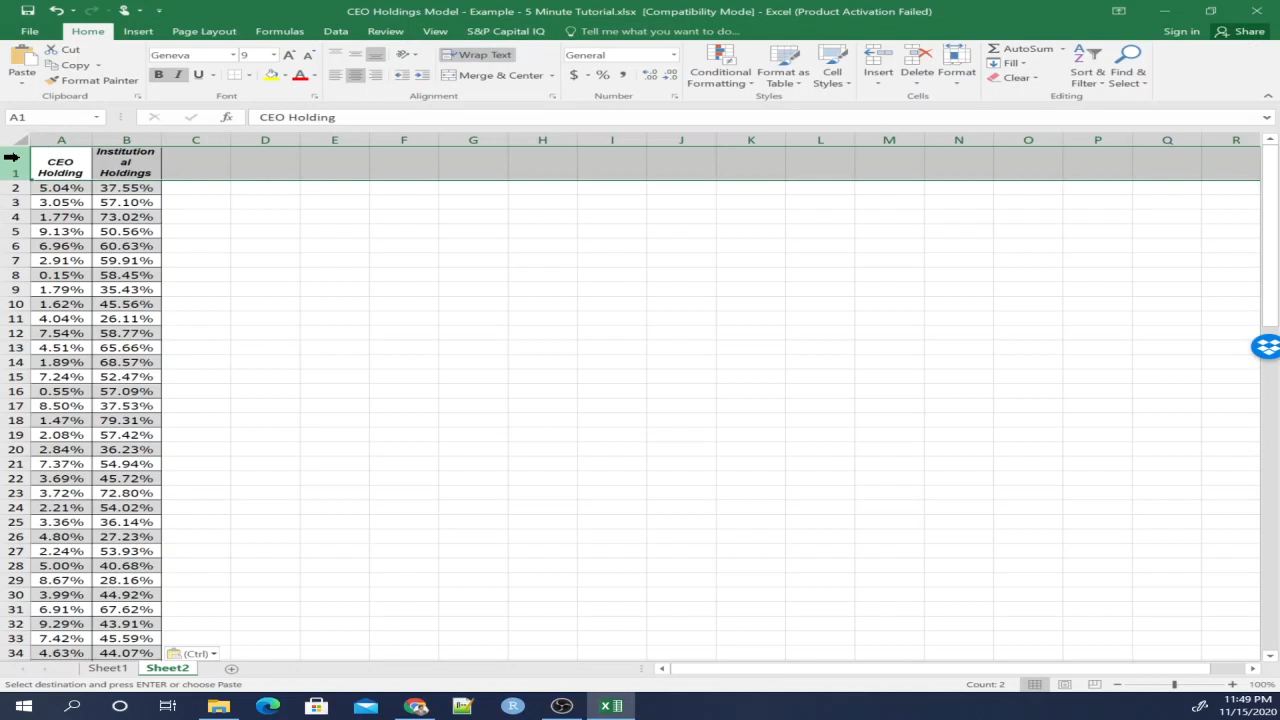 CEO Holdings Model - Example - 5 Minute Tutorial.xlsx [Compatibility Mode] - Excel (Product Activation Failed)
File Home Insert Page Layout Formulas Data Review View S&P Capital IQ Tell me what you want to do... Sign in Share
Paste Cut Copy Format Painter Clipboard
Geneva 9 A A B I U A Font
Wrap Text Merge & Center Alignment
General $ % , Number
Conditional Formatting Format as Table Cell Styles Styles
Insert Delete Format Cells
AutoSum Fill Clear Sort & Filter Find & Select Editing
A1 fx CEO Holding
A B C D E F G H I J K L M N O P Q R
1 CEO Holding Institutional Holdings
2 5.04% 37.55%
3 3.05% 57.10%
4 1.77% 73.02%
5 9.13% 50.56%
6 6.96% 60.63%
7 2.91% 59.91%
8 0.15% 58.45%
9 1.79% 35.43%
10 1.62% 45.56%
11 4.04% 26.11%
12 7.54% 58.77%
13 4.51% 65.66%
14 1.89% 68.57%
15 7.24% 52.47%
16 0.55% 57.09%
17 8.50% 37.53%
18 1.47% 79.31%
19 2.08% 57.42%
20 2.84% 36.23%
21 7.37% 54.94%
22 3.69% 45.72%
23 3.72% 72.80%
24 2.21% 54.02%
25 3.36% 36.14%
26 4.80% 27.23%
27 2.24% 53.93%
28 5.00% 40.68%
29 8.67% 28.16%
30 3.99% 44.92%
31 6.91% 67.62%
32 9.29% 43.91%
33 7.42% 45.59%
34 4.63% 44.07% (Ctrl)
Sheet1 Sheet2
Select destination and press ENTER or choose Paste Count: 2 100%
11:49 PM
11/15/2020